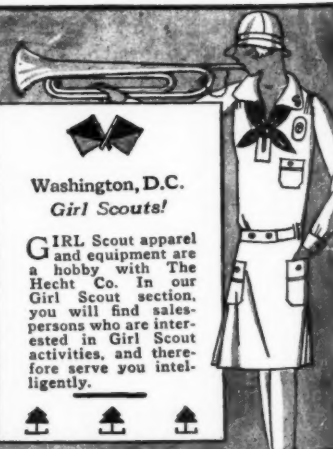 Washington, D.C.
Girl Scouts!
GIRL Scout apparel
and equipment are
a hobby with The
Hecht Co. In our
Girl Scout section,
you will find sales-
persons who are inter-
ested in Girl Scout
activities, and there-
fore serve you intel-
ligently.